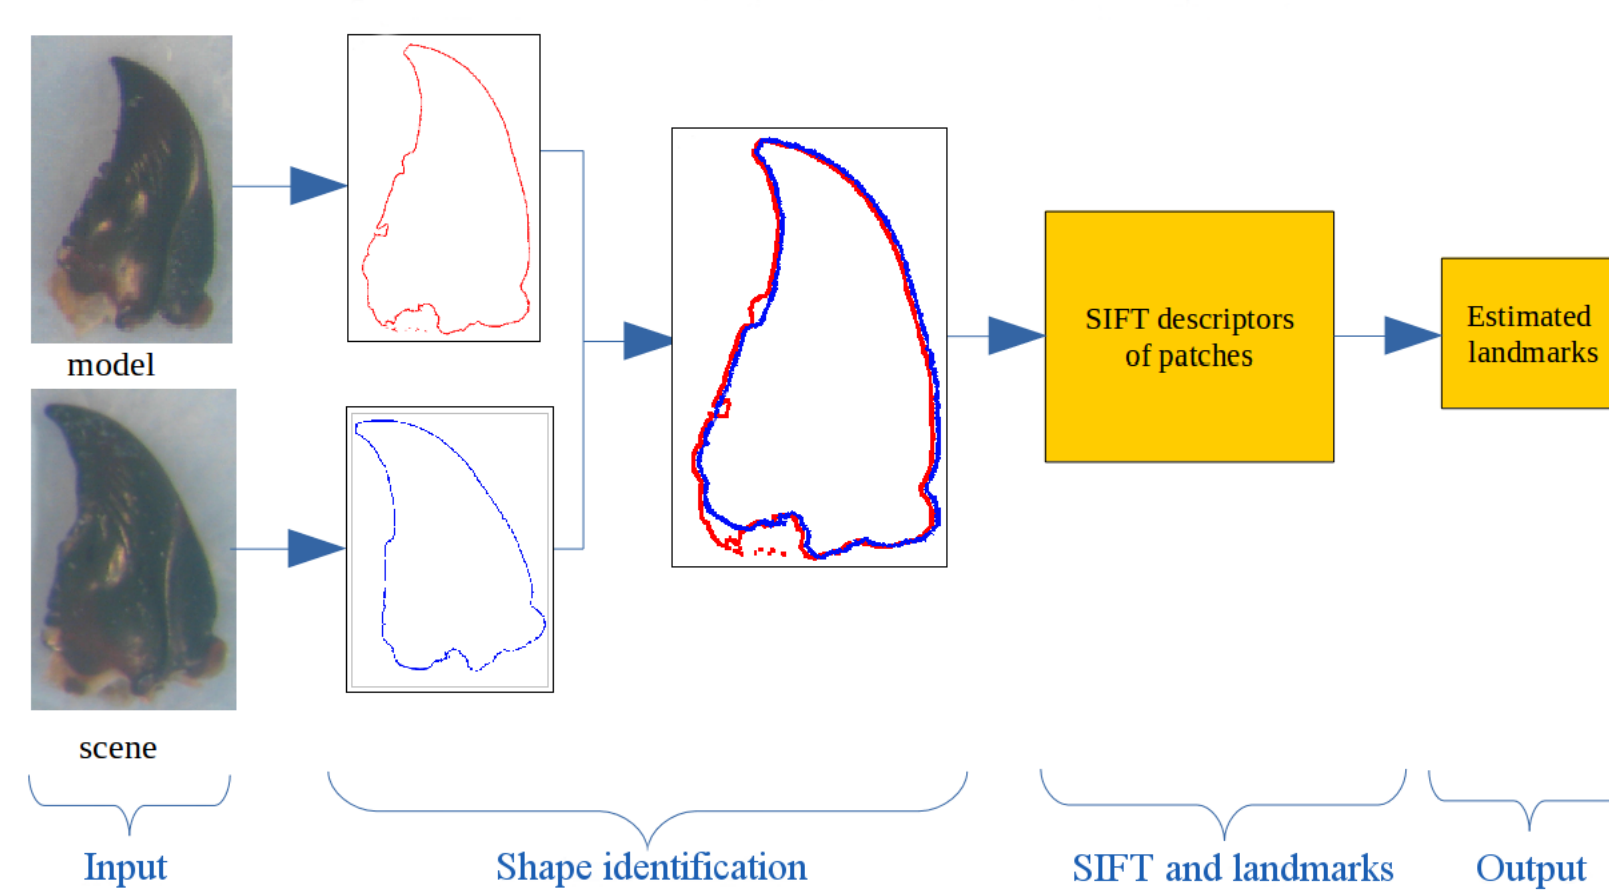 model
scene
SIFT descriptors
of patches
Estimated
landmarks
Input
Shape identification
SIFT and landmarks
Output